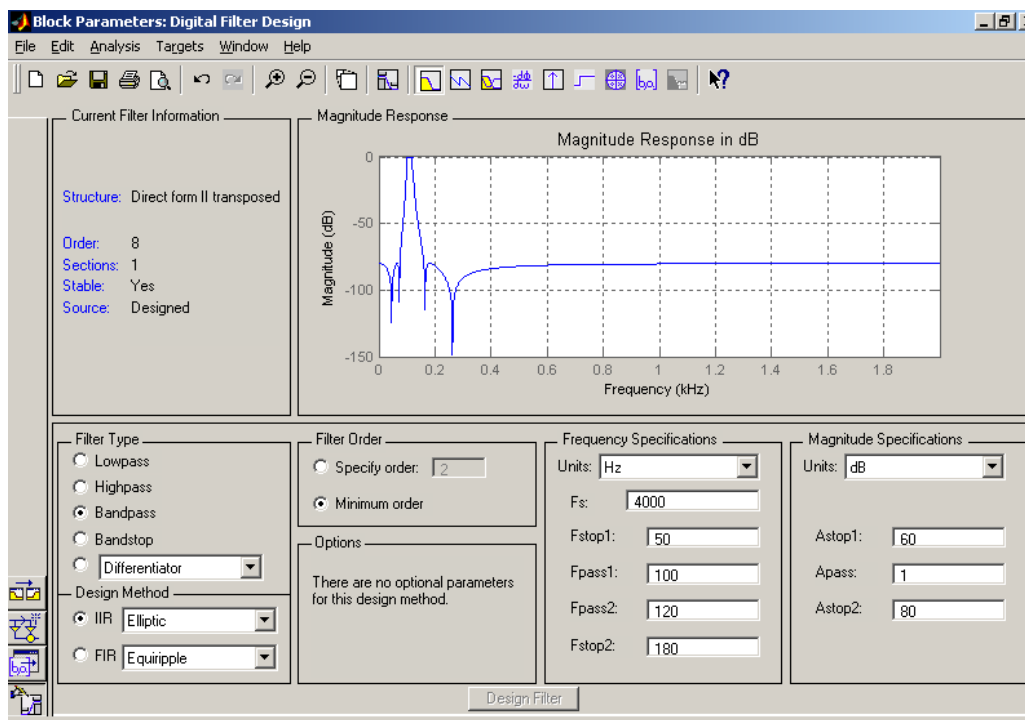 Block Parameters: Digital Filter Design
File Edit Analysis Targets Window Help
Current Filter Information
Structure: Direct form II transposed
Order: 8
Sections: 1
Stable: Yes
Source: Designed
Magnitude Response
Magnitude Response in dB
Magnitude (dB)
0
-50
-100
-150
0 0.2 0.4 0.6 0.8 1 1.2 1.4 1.6 1.8
Frequency (kHz)
Filter Type
Lowpass
Highpass
Bandpass
Bandstop
Differentiator
Design Method
IIR Elliptic
FIR Equiripple
Filter Order
Specify order: 2
Minimum order
Options
There are no optional parameters
for this design method.
Frequency Specifications
Units: Hz
Fs: 4000
Fstop1: 50
Fpass1: 100
Fpass2: 120
Fstop2: 180
Magnitude Specifications
Units: dB
Astop1: 60
Apass: 1
Astop2: 80
Design Filter